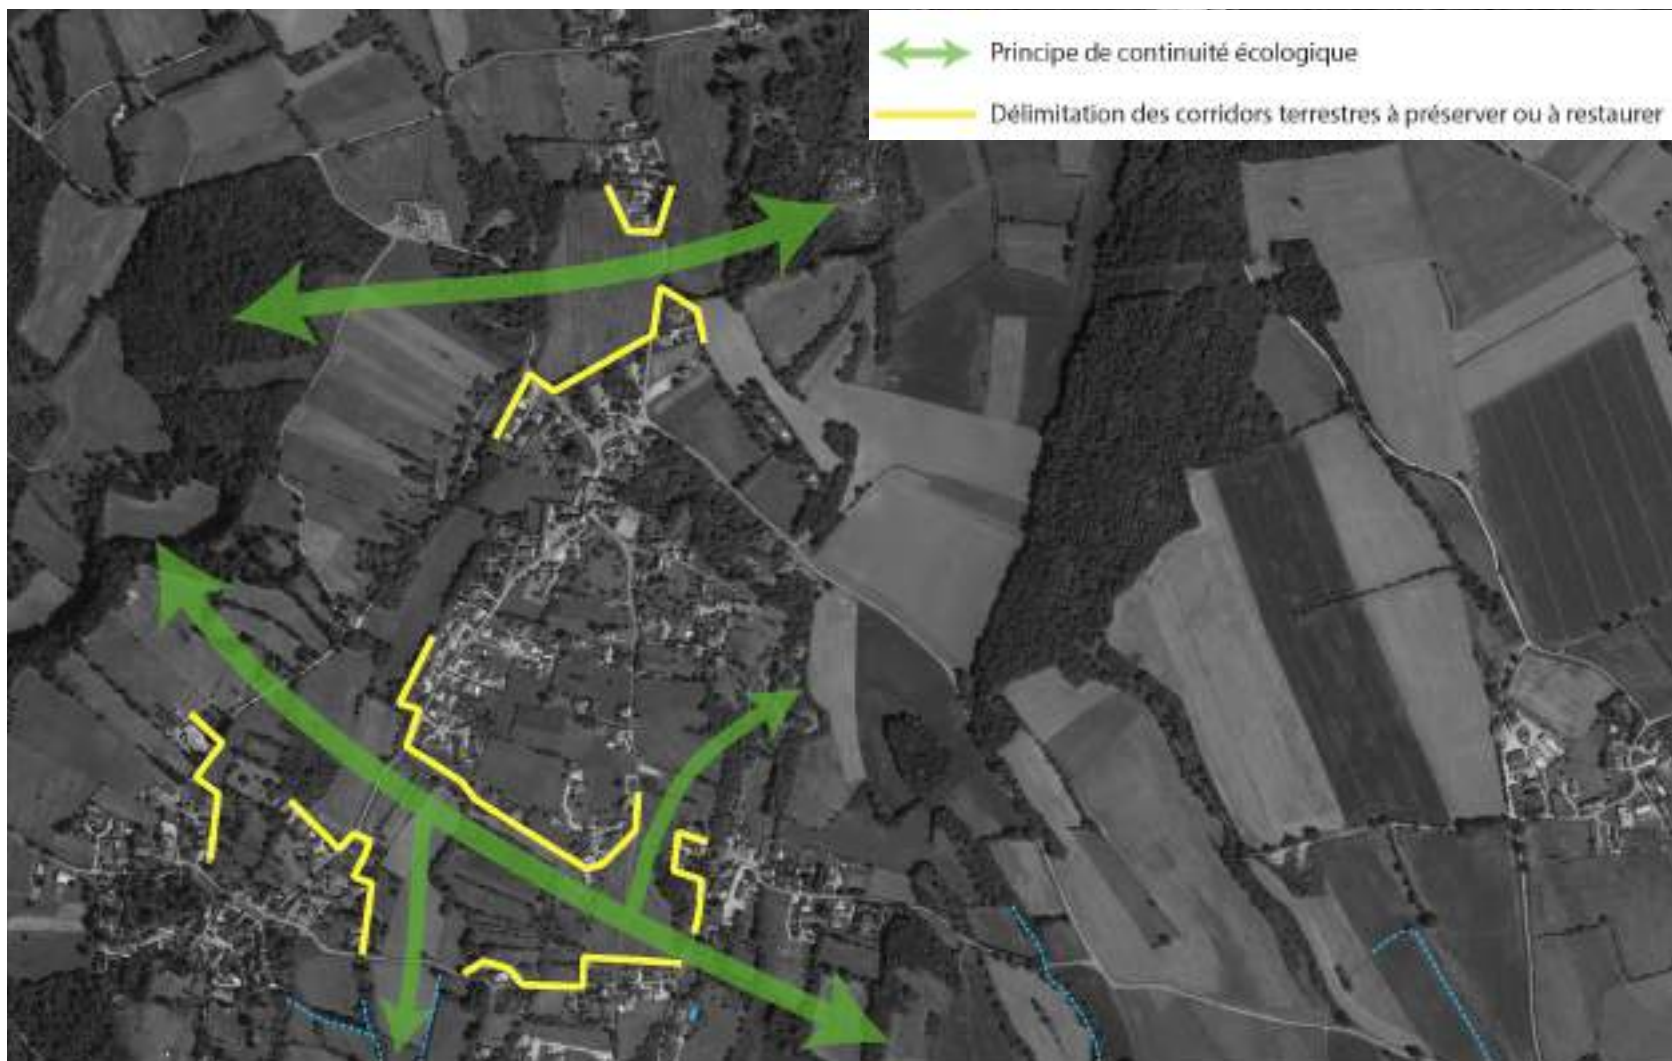 Principe de continuité écologique
Délimitation des corridors terrestres à préserver ou à restaurer